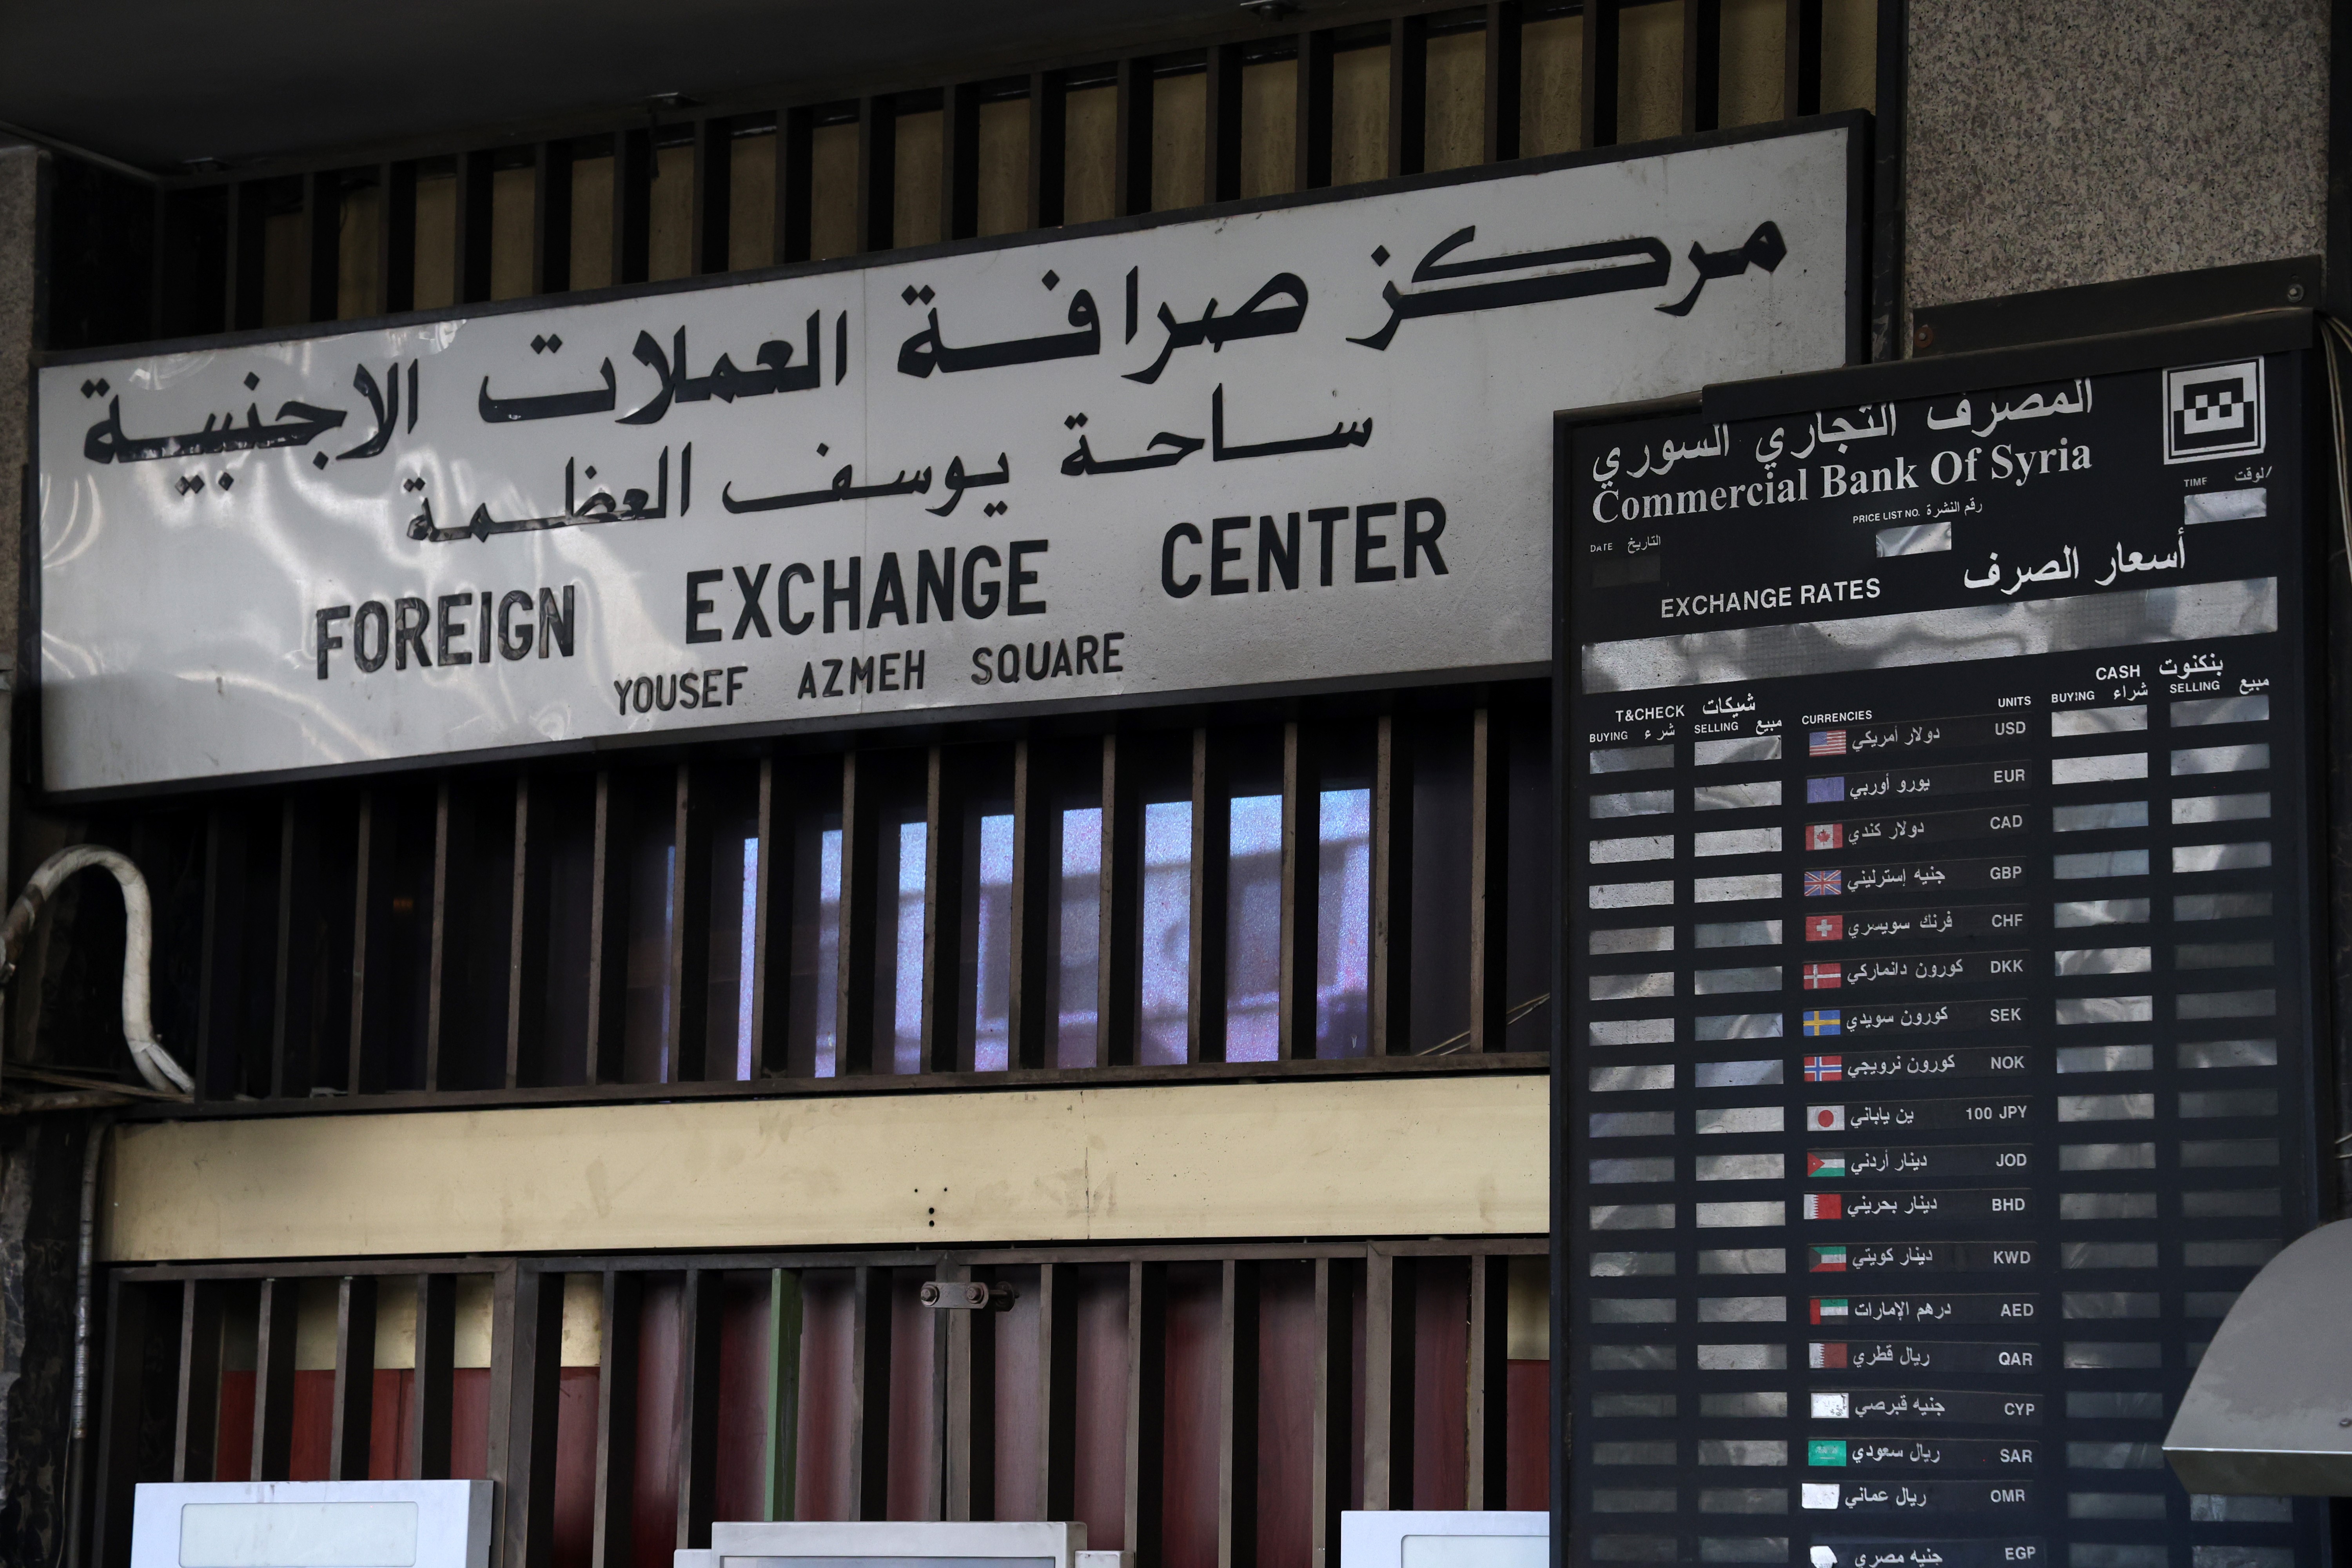 مركز صرافة العملات الاجنبية
ساحة يوسف العظمة
FOREIGN EXCHANGE CENTER
YOUSEF AZMEH SQUARE
المصرف التجاري السوري
Commercial Bank Of Syria
TIME الوقت
PRICE LIST NO. رقم النشرة
DATE التاريخ
EXCHANGE RATES أسعار الصرف
T&CHECK شيكات CASH بنكنوت
BUYING شراء SELLING مبيع CURRENCIES UNITS BUYING شراء SELLING مبيع
دولار أمريكي USD
يورو أوربي EUR
دولار كندي CAD
جنيه إسترليني GBP
فرنك سويسري CHF
كورون دانماركي DKK
كورون سويدي SEK
كورون نرويجي NOK
ين ياباني 100 JPY
دينار أردني JOD
دينار بحريني BHD
دينار كويتي KWD
درهم الإمارات AED
ريال قطري QAR
جنيه قبرصي CYP
ريال سعودي SAR
ريال عماني OMR
جنيه مصري EGP